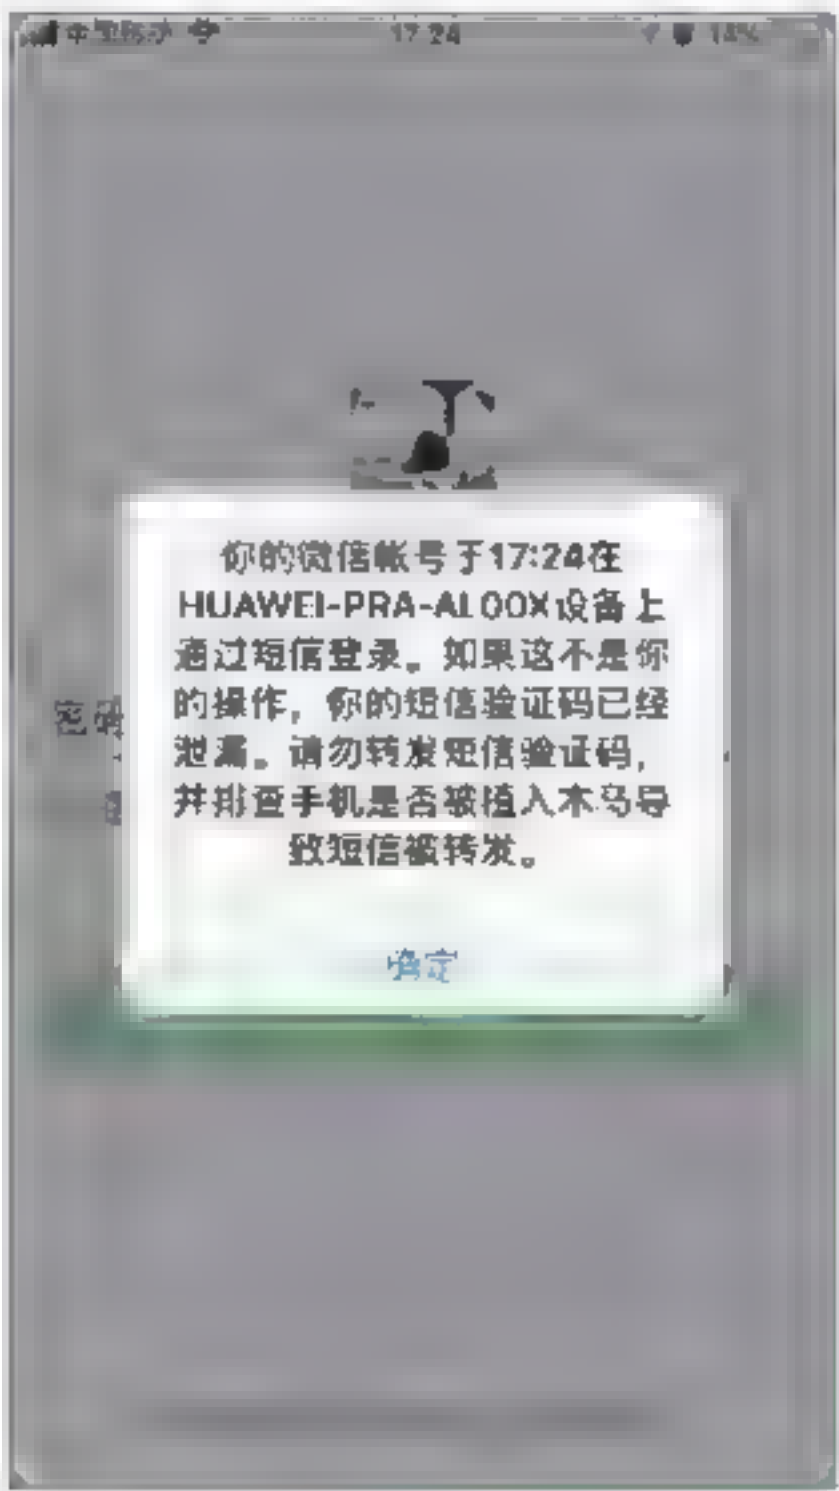 17:24
14%
你的微信帐号于17:24在
HUAWEI-PRA-AL00X设备上
通过短信登录。如果这不是你
的操作，你的短信验证码已经
泄漏。请勿转发短信验证码，
并排查手机是否被植入木马导
致短信被转发。
密码
确定